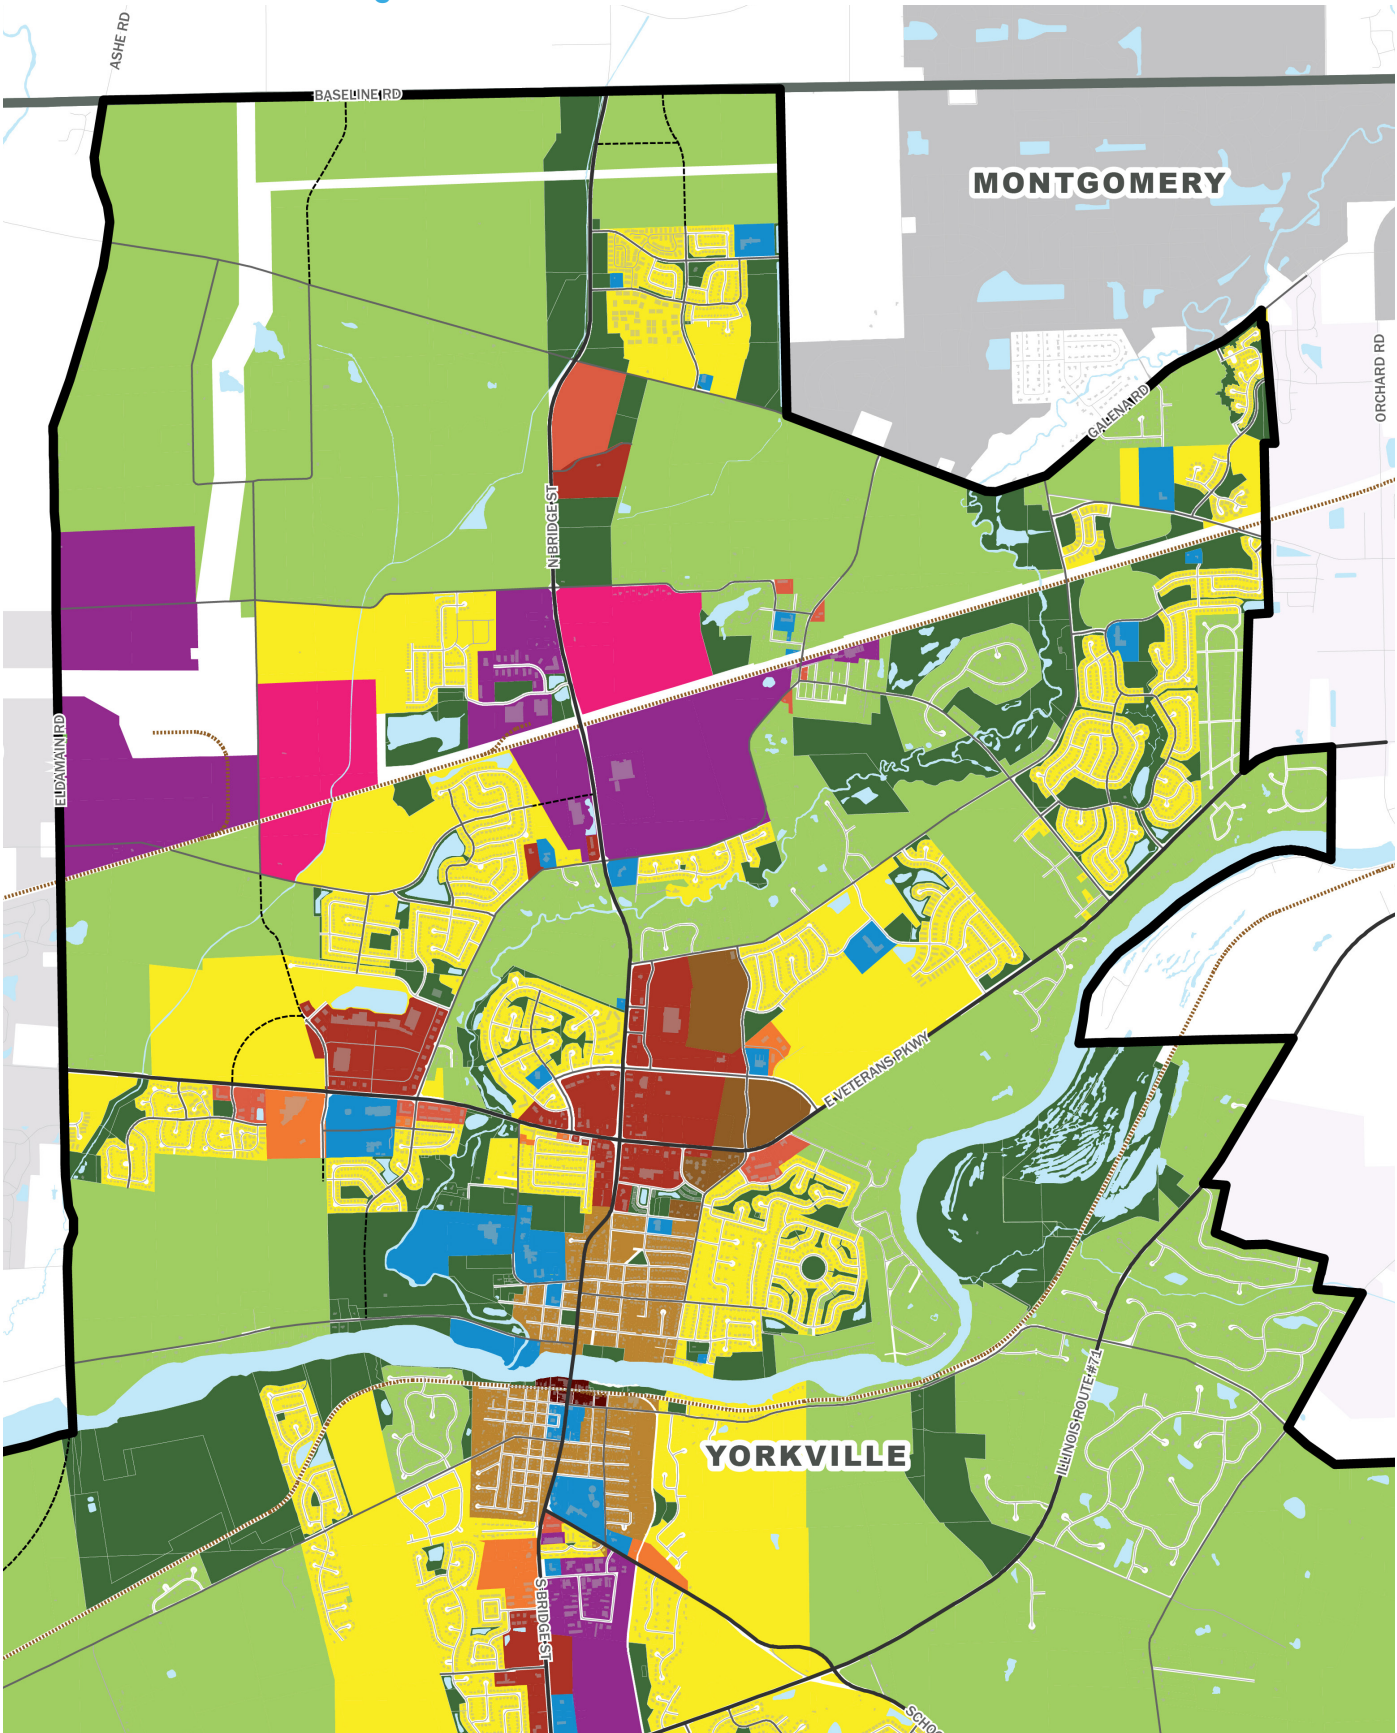 ASHE RD
BASELINE RD
MONTGOMERY
ORCHARD RD
GALENA RD
N BRIDGE ST
ELDAMAIN RD
E VETERANS PKWY
ILLINOIS ROUTE #71
YORKVILLE
S BRIDGE ST